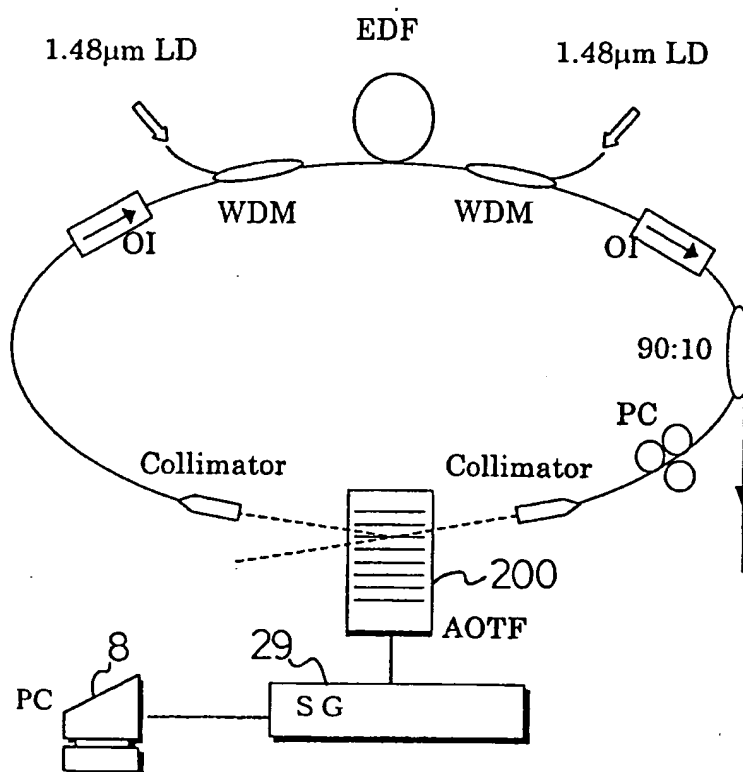 EDF
1.48µm LD
1.48µm LD
WDM
WDM
OI
OI
90:10
PC
Collimator
Collimator
200
AOTF
8
29
PC
S G